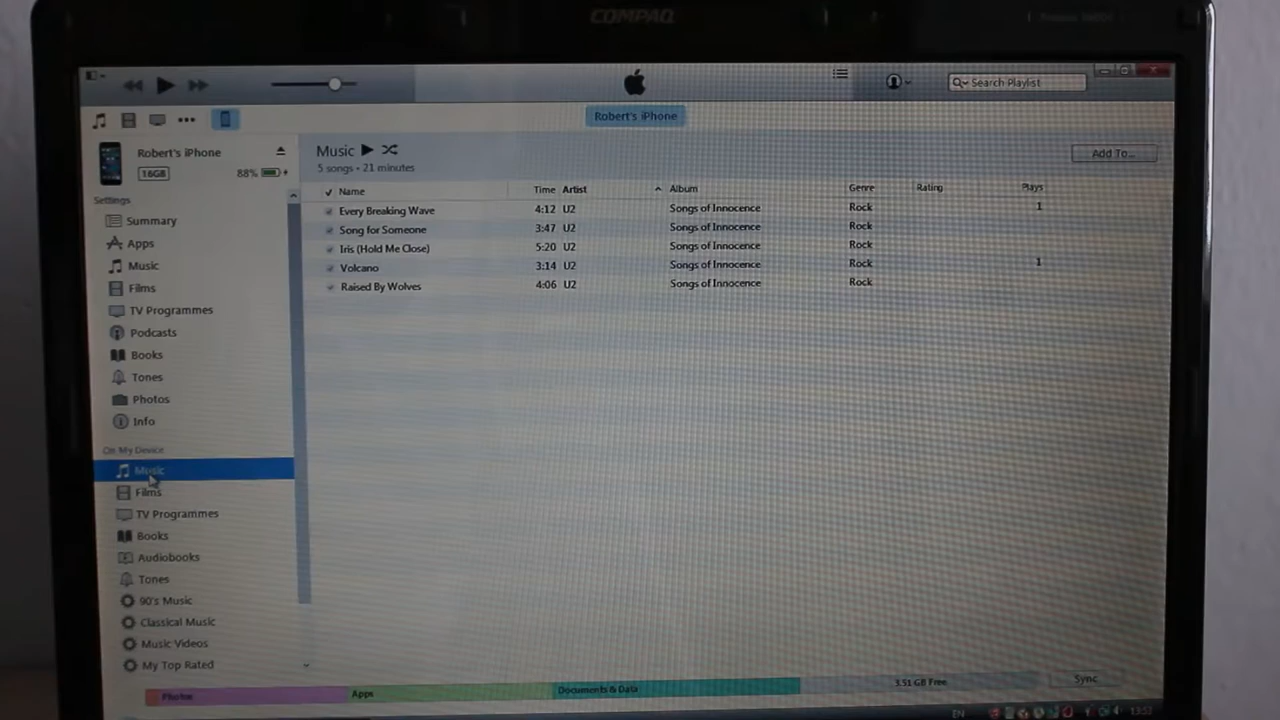 COMPAQ
Search Playlist
Robert's iPhone
Robert's iPhone
16GB 88%
Music
5 songs • 21 minutes
Add To...
Name Time Artist Album Genre Rating Plays
Every Breaking Wave 4:12 U2 Songs of Innocence Rock 1
Song for Someone 3:47 U2 Songs of Innocence Rock
Iris (Hold Me Close) 5:20 U2 Songs of Innocence Rock
Volcano 3:14 U2 Songs of Innocence Rock 1
Raised By Wolves 4:06 U2 Songs of Innocence Rock
Settings
Summary
Apps
Music
Films
TV Programmes
Podcasts
Books
Tones
Photos
Info
On My Device
Music
Films
TV Programmes
Books
Audiobooks
Tones
90's Music
Classical Music
Music Videos
My Top Rated
Photos Apps Documents & Data 3.51 GB Free Sync
EN 13:52